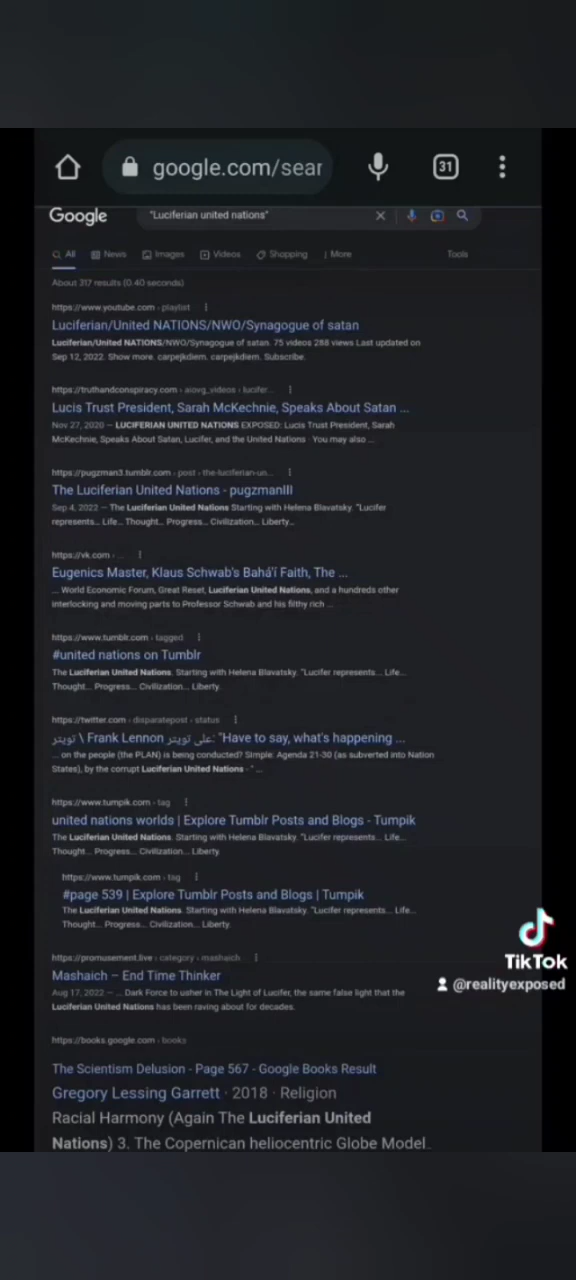 google.com/sear
31
Google
"Luciferian united nations"
All News Images Videos Shopping More Tools
About 317 results (0.40 seconds)
https://www.youtube.com › playlist
Luciferian/United NATIONS/NWO/Synagogue of satan
Luciferian/United NATIONS/NWO/Synagogue of satan. 75 videos 288 views Last updated on
Sep 12, 2022. Show more. carpejkdiem. carpejkdiem. Subscribe.
https://truthandconspiracy.com › aiovg_videos › lucifer...
Lucis Trust President, Sarah McKechnie, Speaks About Satan ...
Nov 27, 2020 — LUCIFERIAN UNITED NATIONS EXPOSED: Lucis Trust President, Sarah
McKechnie, Speaks About Satan, Lucifer, and the United Nations · You may also ...
https://pugzman3.tumblr.com › post › the-luciferian-un...
The Luciferian United Nations - pugzmanIII
Sep 4, 2022 — The Luciferian United Nations Starting with Helena Blavatsky. "Lucifer
represents... Life... Thought... Progress... Civilization... Liberty...
https://vk.com › ...
Eugenics Master, Klaus Schwab's Bahá'í Faith, The ...
... World Economic Forum, Great Reset, Luciferian United Nations, and a hundreds other
interlocking and moving parts to Professor Schwab and his filthy rich ...
https://www.tumblr.com › tagged
#united nations on Tumblr
The Luciferian United Nations. Starting with Helena Blavatsky. "Lucifer represents... Life...
Thought... Progress... Civilization... Liberty.
https://twitter.com › disparatepost › status
تويتر \ Frank Lennon على تويتر: "Have to say, what's happening ...
... on the people (the PLAN) is being conducted? Simple: Agenda 21-30 (as subverted into Nation
States), by the corrupt Luciferian United Nations - " ...
https://www.tumpik.com › tag
united nations worlds | Explore Tumblr Posts and Blogs - Tumpik
The Luciferian United Nations. Starting with Helena Blavatsky. "Lucifer represents... Life...
Thought... Progress... Civilization... Liberty.
https://www.tumpik.com › tag
#page 539 | Explore Tumblr Posts and Blogs | Tumpik
The Luciferian United Nations. Starting with Helena Blavatsky. "Lucifer represents... Life...
Thought... Progress... Civilization... Liberty.
https://promusement.live › category › mashaich
Mashaich – End Time Thinker
Aug 17, 2022 — ... Dark Force to usher in The Light of Lucifer, the same false light that the
Luciferian United Nations has been raving about for decades.
https://books.google.com › books
The Scientism Delusion - Page 567 - Google Books Result
Gregory Lessing Garrett · 2018 · Religion
Racial Harmony (Again The Luciferian United
Nations) 3. The Copernican heliocentric Globe Model..
TikTok
@realityexposed